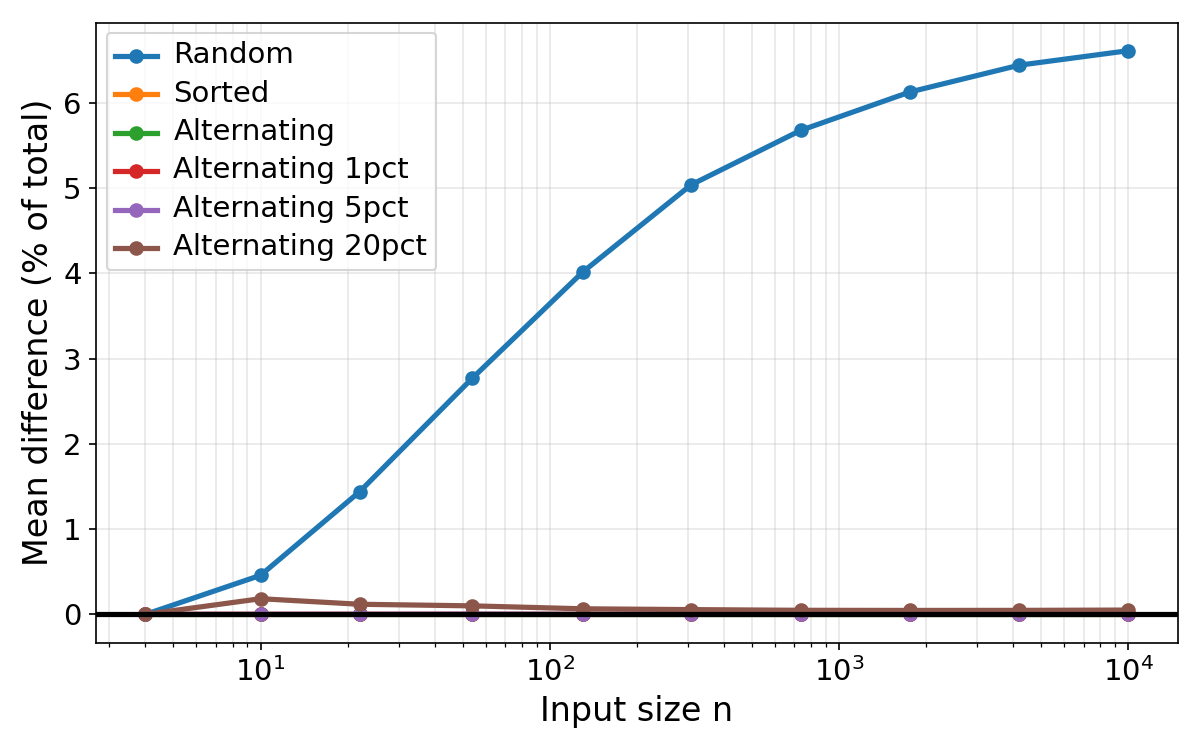 Mean difference (% of total)
6
5
4
3
2
1
0
Random
Sorted
Alternating
Alternating 1pct
Alternating 5pct
Alternating 20pct
10¹ 10² 10³ 10⁴
Input size n